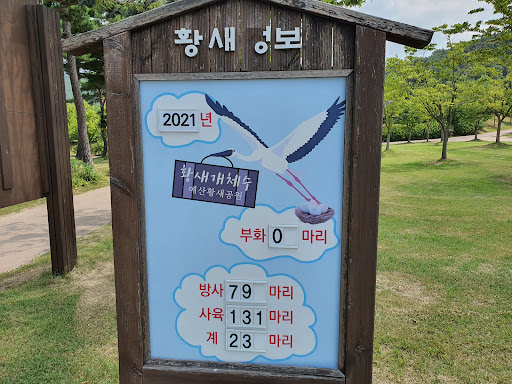 황새 정보
2021년
황새개체수
예산황새공원
부화 0 마리
방사 79 마리
사육 131 마리
계 23 마리